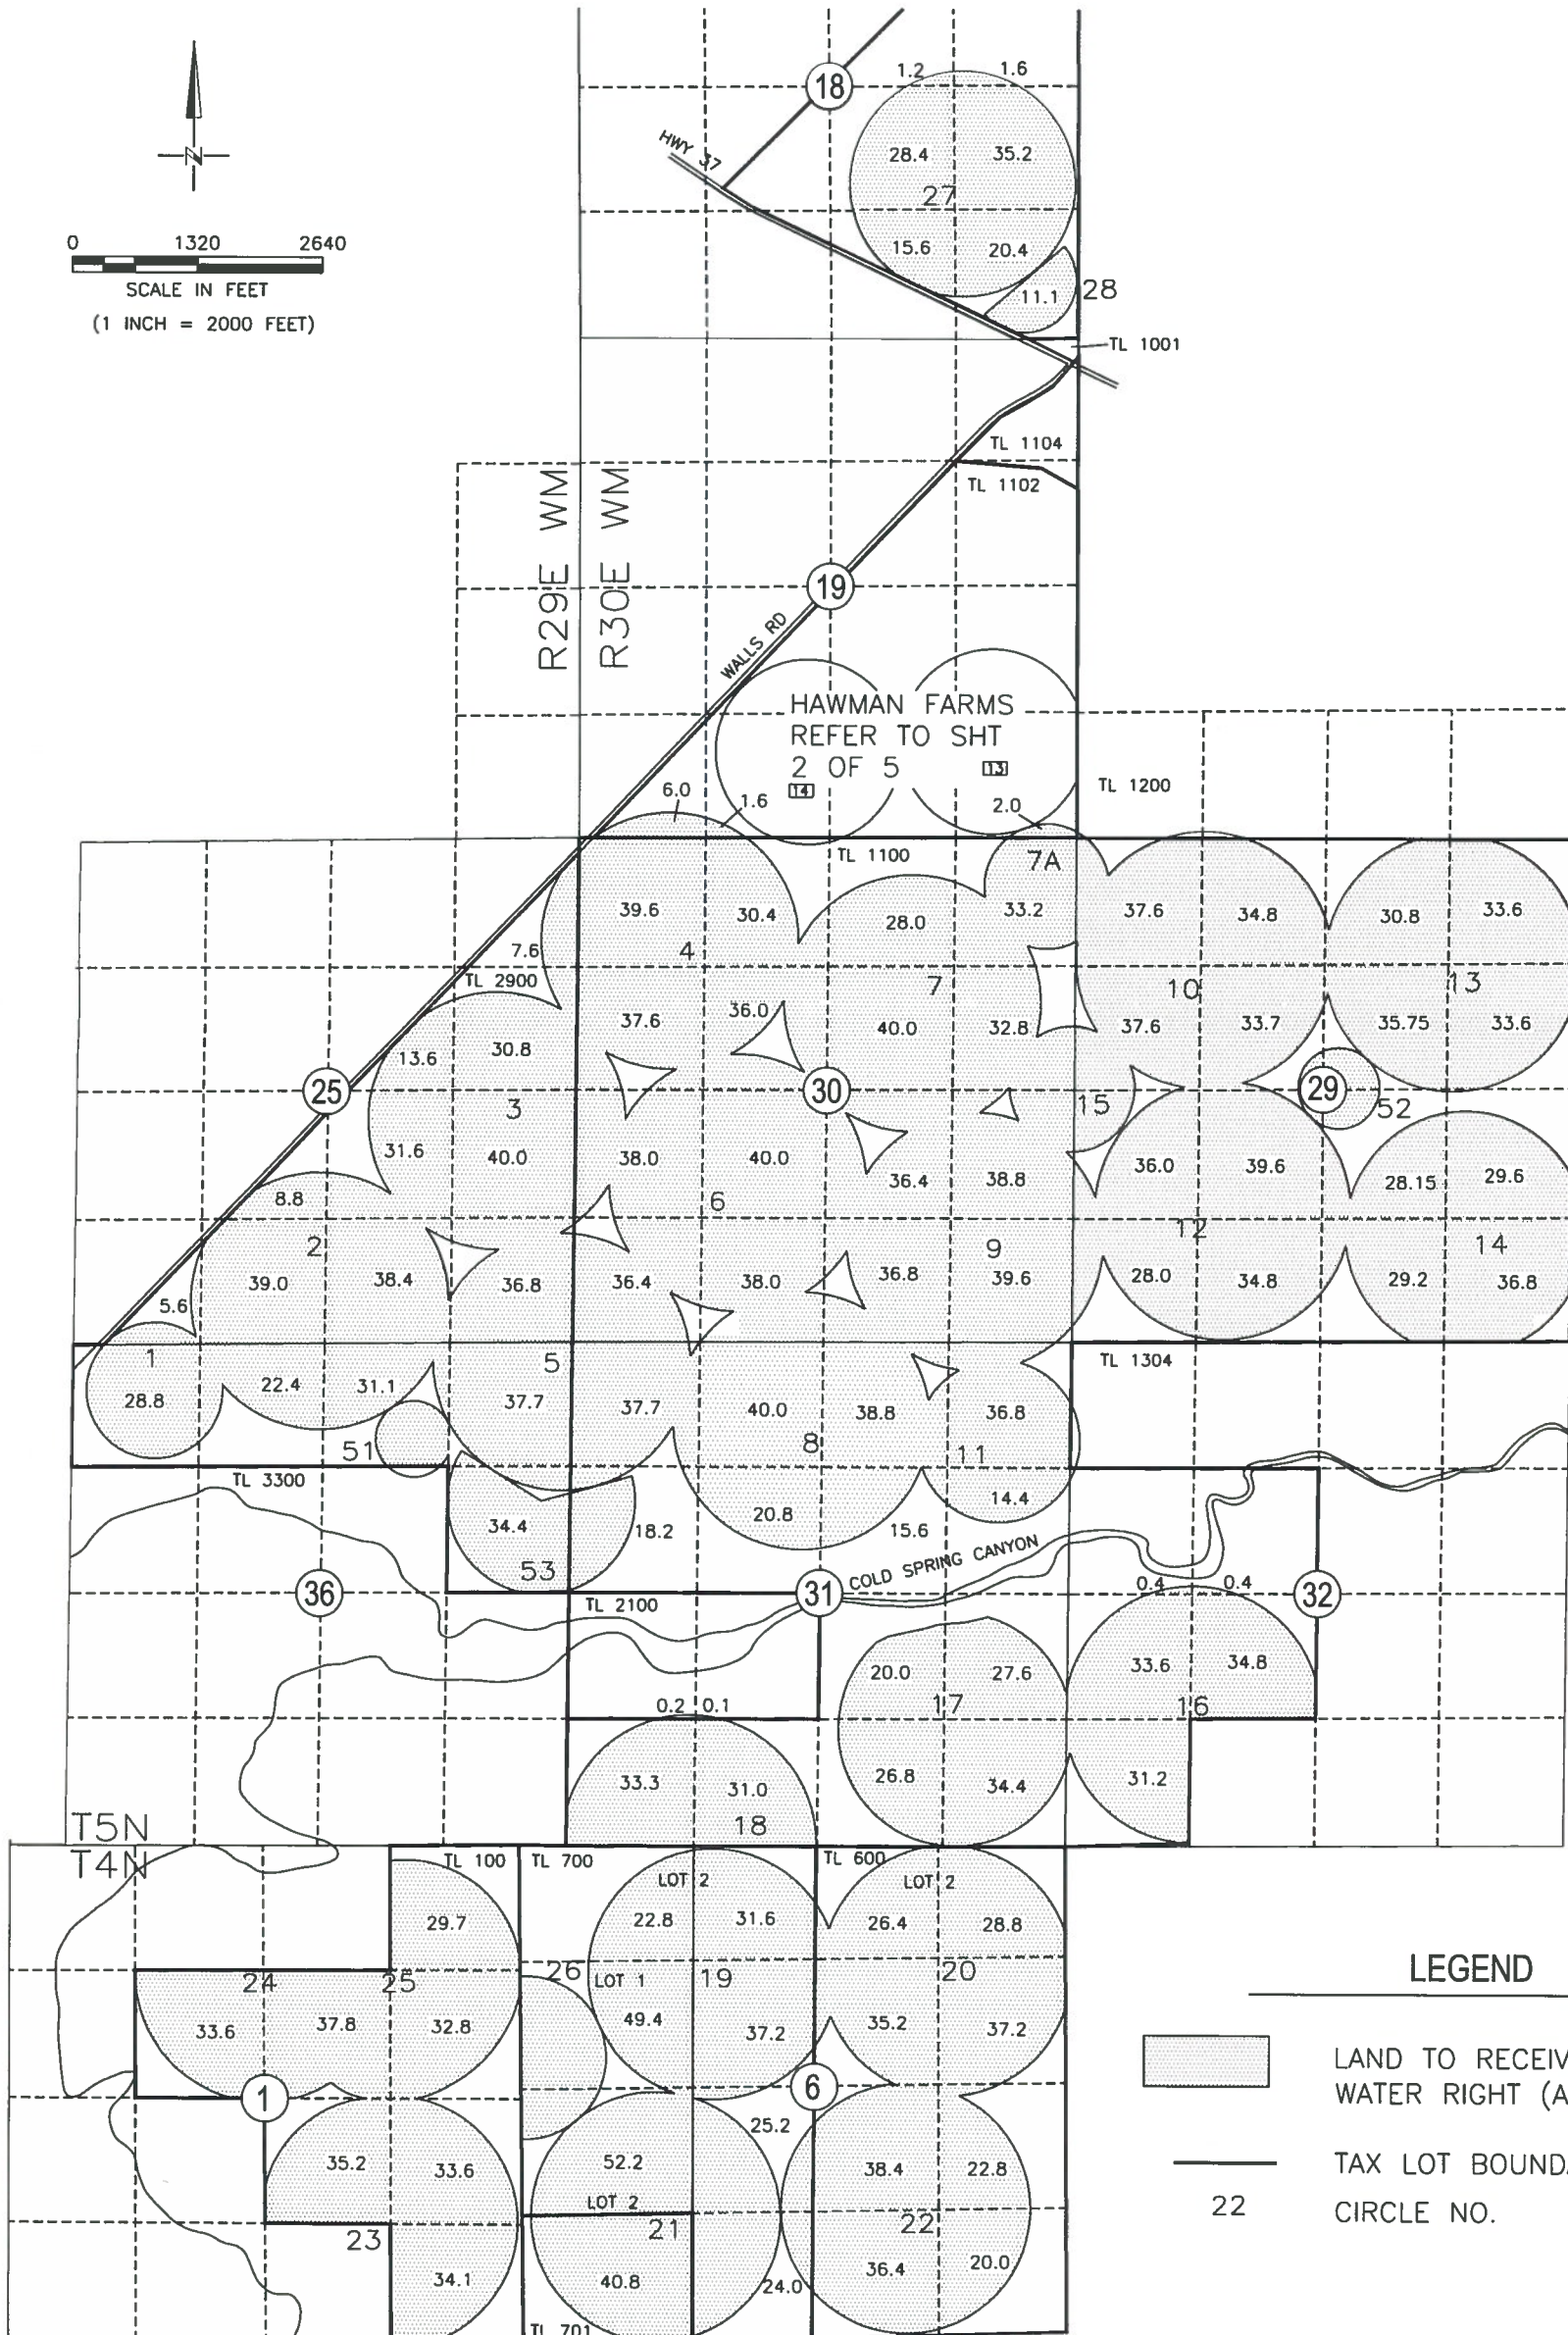 18
1.2 1.6
HWY 37
28.4 35.2
27
15.6 20.4
11.1
28
N
0 1320 2640
SCALE IN FEET
(1 INCH = 2000 FEET)
TL 1001
TL 1104
TL 1102
R29E WM
R30E WM
19
WALLS RD
HAWMAN FARMS
REFER TO SHT
2 OF 5
13
14
6.0
1.6
2.0
TL 1200
TL 1100
7A
39.6 30.4 28.0 33.2 37.6 34.8 30.8 33.6
7.6
4
TL 2900
7
10
13
37.6 36.0 40.0 32.8 37.6 33.7 35.75 33.6
13.6 30.8
25
3
30
15
29
52
31.6 40.0 38.0 40.0 36.4 38.8 36.0 39.6 28.15 29.6
8.8
6
2
9
12
14
39.0 38.4 36.8 36.4 38.0 36.8 39.6 28.0 34.8 29.2 36.8
5.6
1
5
TL 1304
28.8 22.4 31.1 37.7 37.7 40.0 38.8 36.8
51
8
11
TL 3300
34.4 18.2 20.8 15.6 14.4
53
COLD SPRING CANYON
36
31
32
0.4 0.4
TL 2100
20.0 27.6 33.6 34.8
0.2 0.1
17
16
33.3 31.0 26.8 34.4 31.2
18
T5N
T4N
TL 100 TL 700 TL 600
LOT 2 LOT 2
29.7 22.8 31.6 26.4 28.8
24 25 26 LOT 1 19 20
33.6 37.8 32.8 49.4 37.2 35.2 37.2
1
6
25.2
35.2 33.6 52.2 38.4 22.8
LOT 2
23 21 22
34.1 40.8 24.0 36.4 20.0
TL 701
LEGEND
LAND TO RECEIV
WATER RIGHT (A
TAX LOT BOUND
22 CIRCLE NO.